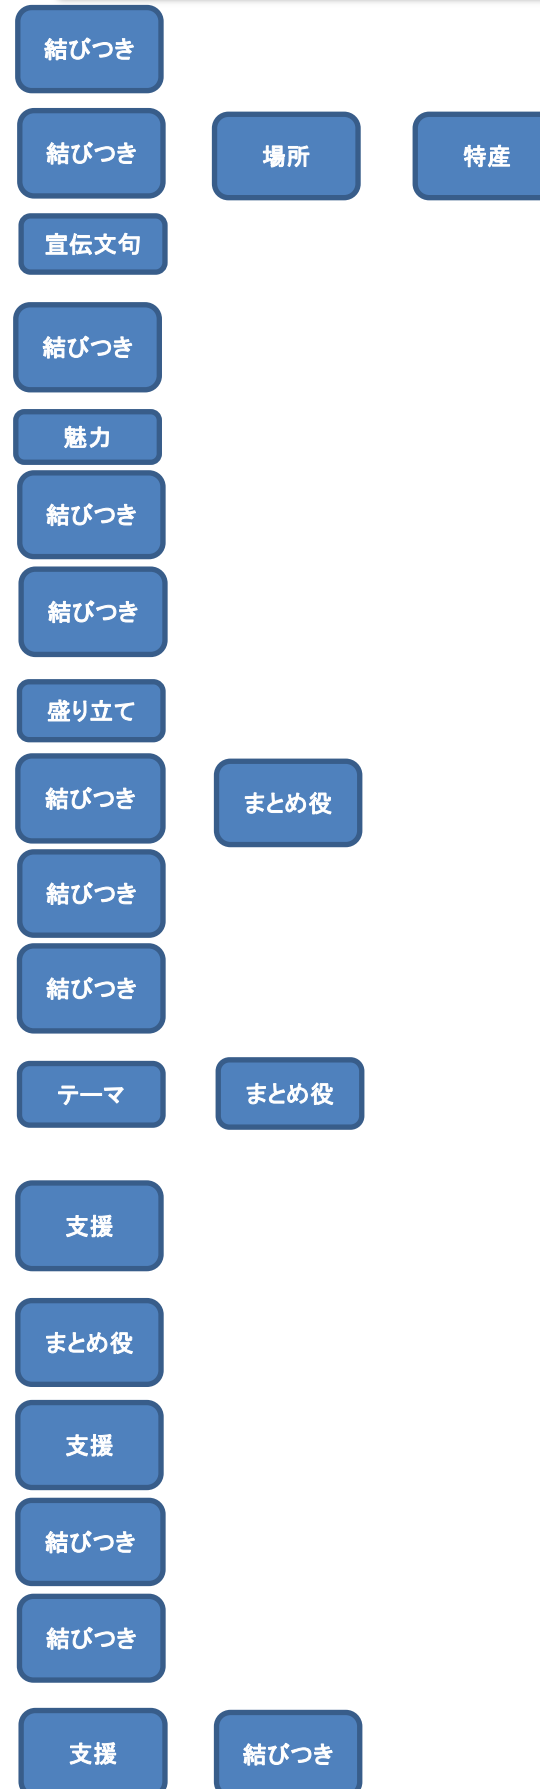 結びつき
結びつき 場所 特産
宣伝文句
結びつき
魅力
結びつき
結びつき
盛り立て
結びつき まとめ役
結びつき
結びつき
テーマ まとめ役
支援
まとめ役
支援
結びつき
結びつき
支援 結びつき